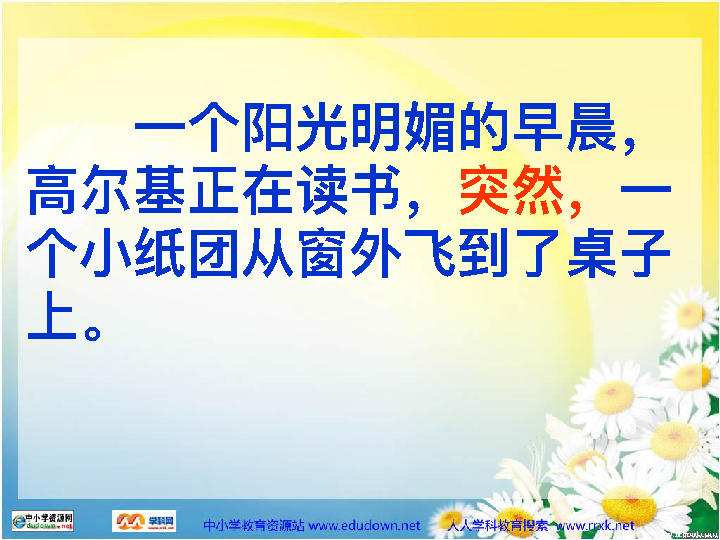 一个阳光明媚的早晨，
高尔基正在读书，突然，一
个小纸团从窗外飞到了桌子
上。
中小学资源网
edudown.net
学科网
中小学教育资源站 www.edudown.net 人人学科教育搜索 www.rrxk.net